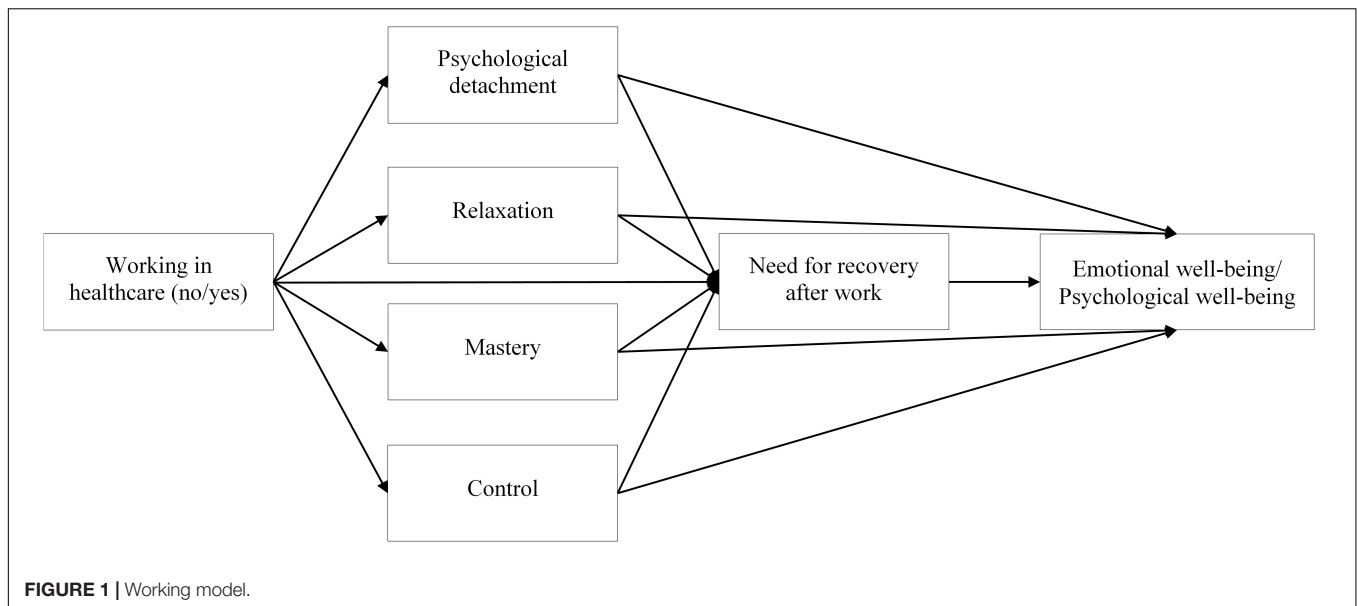 Psychological
detachment
Relaxation
Working in
healthcare (no/yes)
Need for recovery
after work
Emotional well-being/
Psychological well-being
Mastery
Control
FIGURE 1 | Working model.